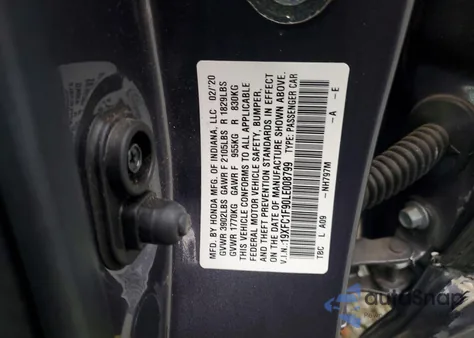 MFD. BY HONDA MFG. OF INDIANA, LLC 02/'20
GVWR 3902LBS GAWR F 2105LBS R 1829LBS
GVWR 1770KG GAWR F 955KG R 830KG
THIS VEHICLE CONFORMS TO ALL APPLICABLE
FEDERAL MOTOR VEHICLE SAFETY, BUMPER,
AND THEFT PREVENTION STANDARDS IN EFFECT
ON THE DATE OF MANUFACTURE SHOWN ABOVE.
V.I.N.:19XFC1F90LE008799 TYPE: PASSENGER CAR
TBC L A09 NH797M -A -E
autosnap